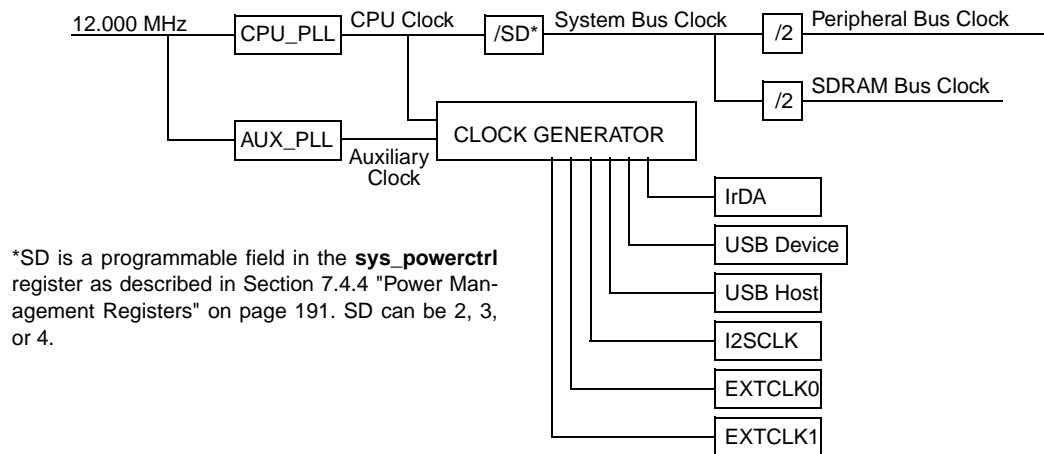 12.000 MHz
CPU_PLL
CPU Clock
/SD*
System Bus Clock
/2
Peripheral Bus Clock
/2
SDRAM Bus Clock
AUX_PLL
Auxiliary
Clock
CLOCK GENERATOR
IrDA
USB Device
USB Host
I2SCLK
EXTCLK0
EXTCLK1
*SD is a programmable field in the sys_powerctrl
register as described in Section 7.4.4 "Power Man-
agement Registers" on page 191. SD can be 2, 3,
or 4.